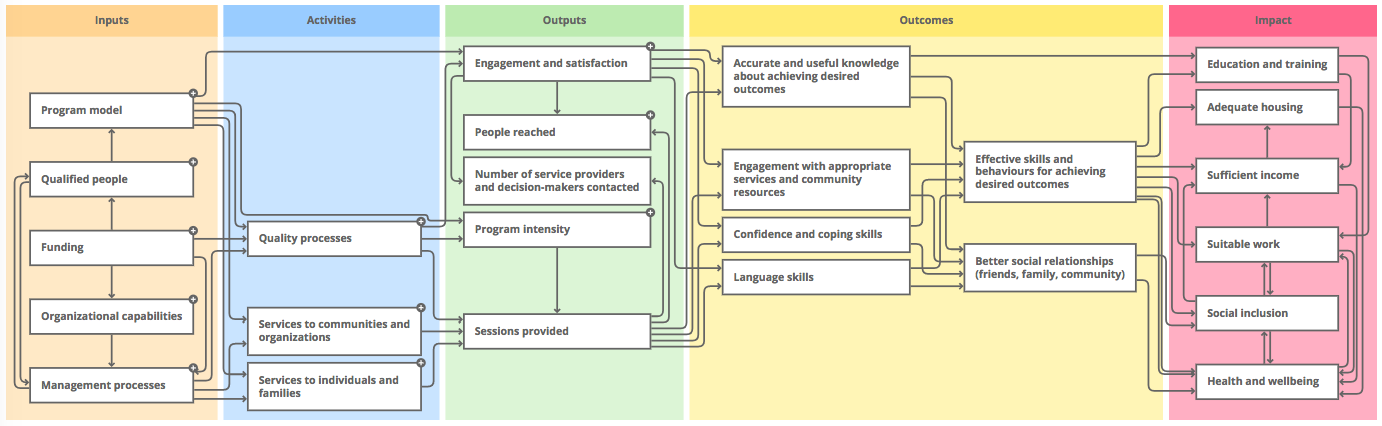 Inputs
Activities
Outputs
Outcomes
Impact
Program model
Qualified people
Funding
Organizational capabilities
Management processes
Quality processes
Services to communities and
organizations
Services to individuals and
families
Engagement and satisfaction
People reached
Number of service providers
and decision-makers contacted
Program intensity
Sessions provided
Accurate and useful knowledge
about achieving desired
outcomes
Engagement with appropriate
services and community
resources
Confidence and coping skills
Language skills
Effective skills and
behaviours for achieving
desired outcomes
Better social relationships
(friends, family, community)
Education and training
Adequate housing
Sufficient income
Suitable work
Social inclusion
Health and wellbeing